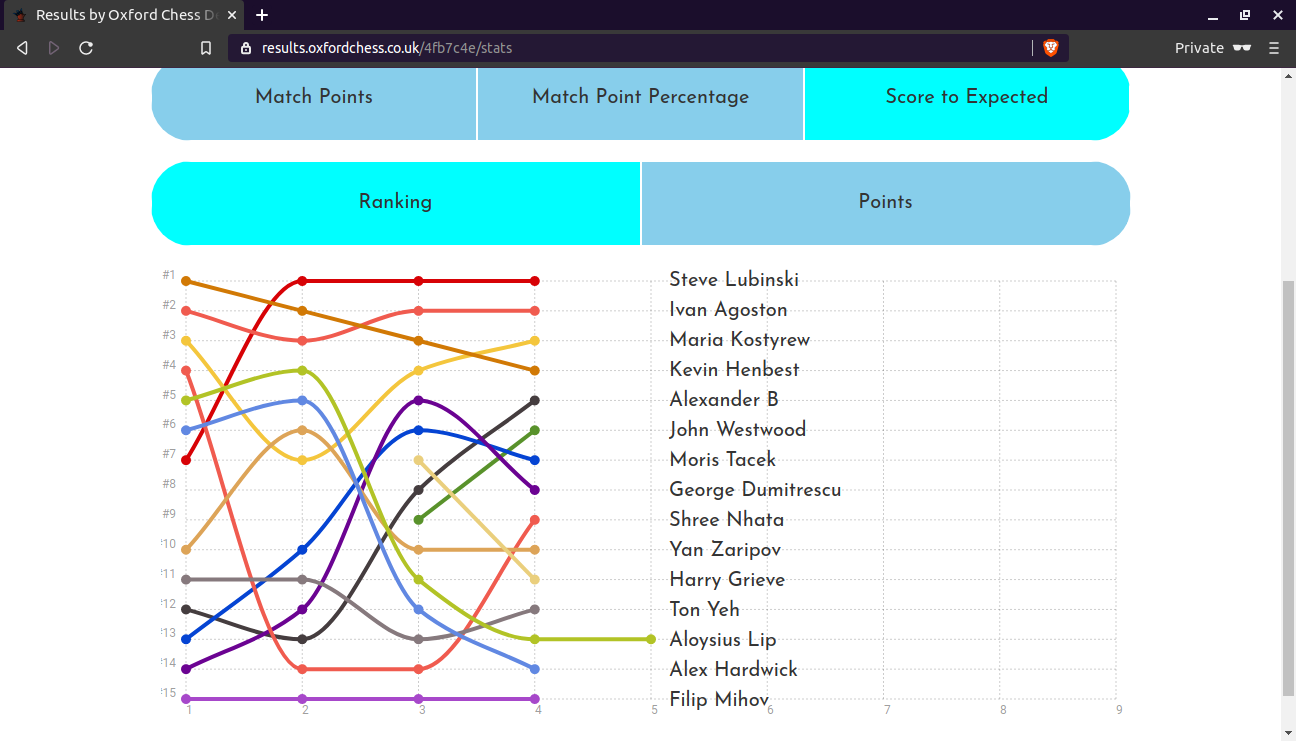 Results by Oxford Chess D
results.oxfordchess.co.uk/4fb7c4e/stats
Private
Match Points
Match Point Percentage
Score to Expected
Ranking
Points
#1
Steve Lubinski
#2
Ivan Agoston
#3
Maria Kostyrew
#4
Kevin Henbest
#5
Alexander B
#6
John Westwood
#7
Moris Tacek
#8
George Dumitrescu
#9
Shree Nhata
#10
Yan Zaripov
#11
Harry Grieve
#12
Ton Yeh
#13
Aloysius Lip
#14
Alex Hardwick
#15
Filip Mihov
1 2 3 4 5 6 7 8 9